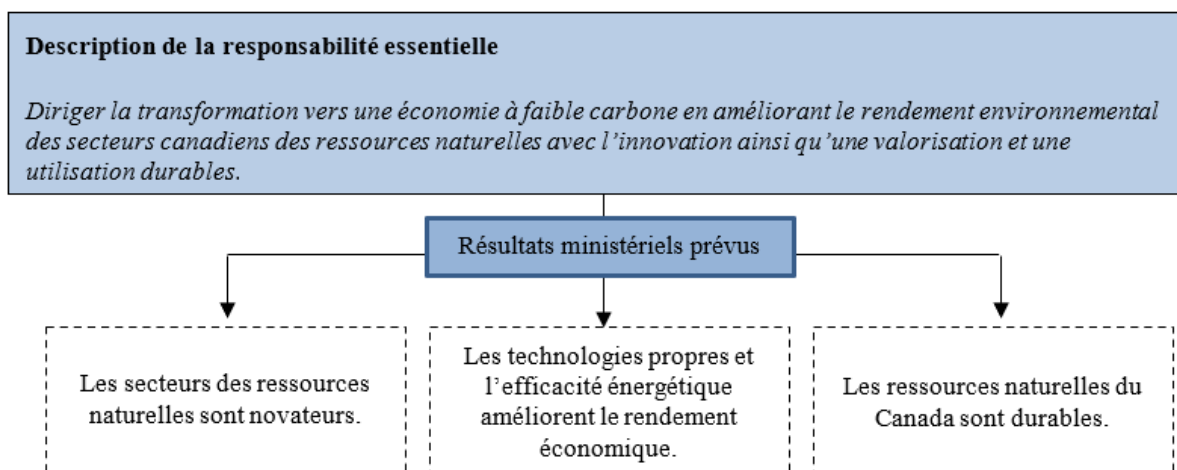 Description de la responsabilité essentielle
Diriger la transformation vers une économie à faible carbone en améliorant le rendement environnemental
des secteurs canadiens des ressources naturelles avec l’innovation ainsi qu’une valorisation et une
utilisation durables.
Résultats ministériels prévus
Les secteurs des ressources
naturelles sont novateurs.
Les technologies propres et
l’efficacité énergétique
améliorent le rendement
économique.
Les ressources naturelles du
Canada sont durables.